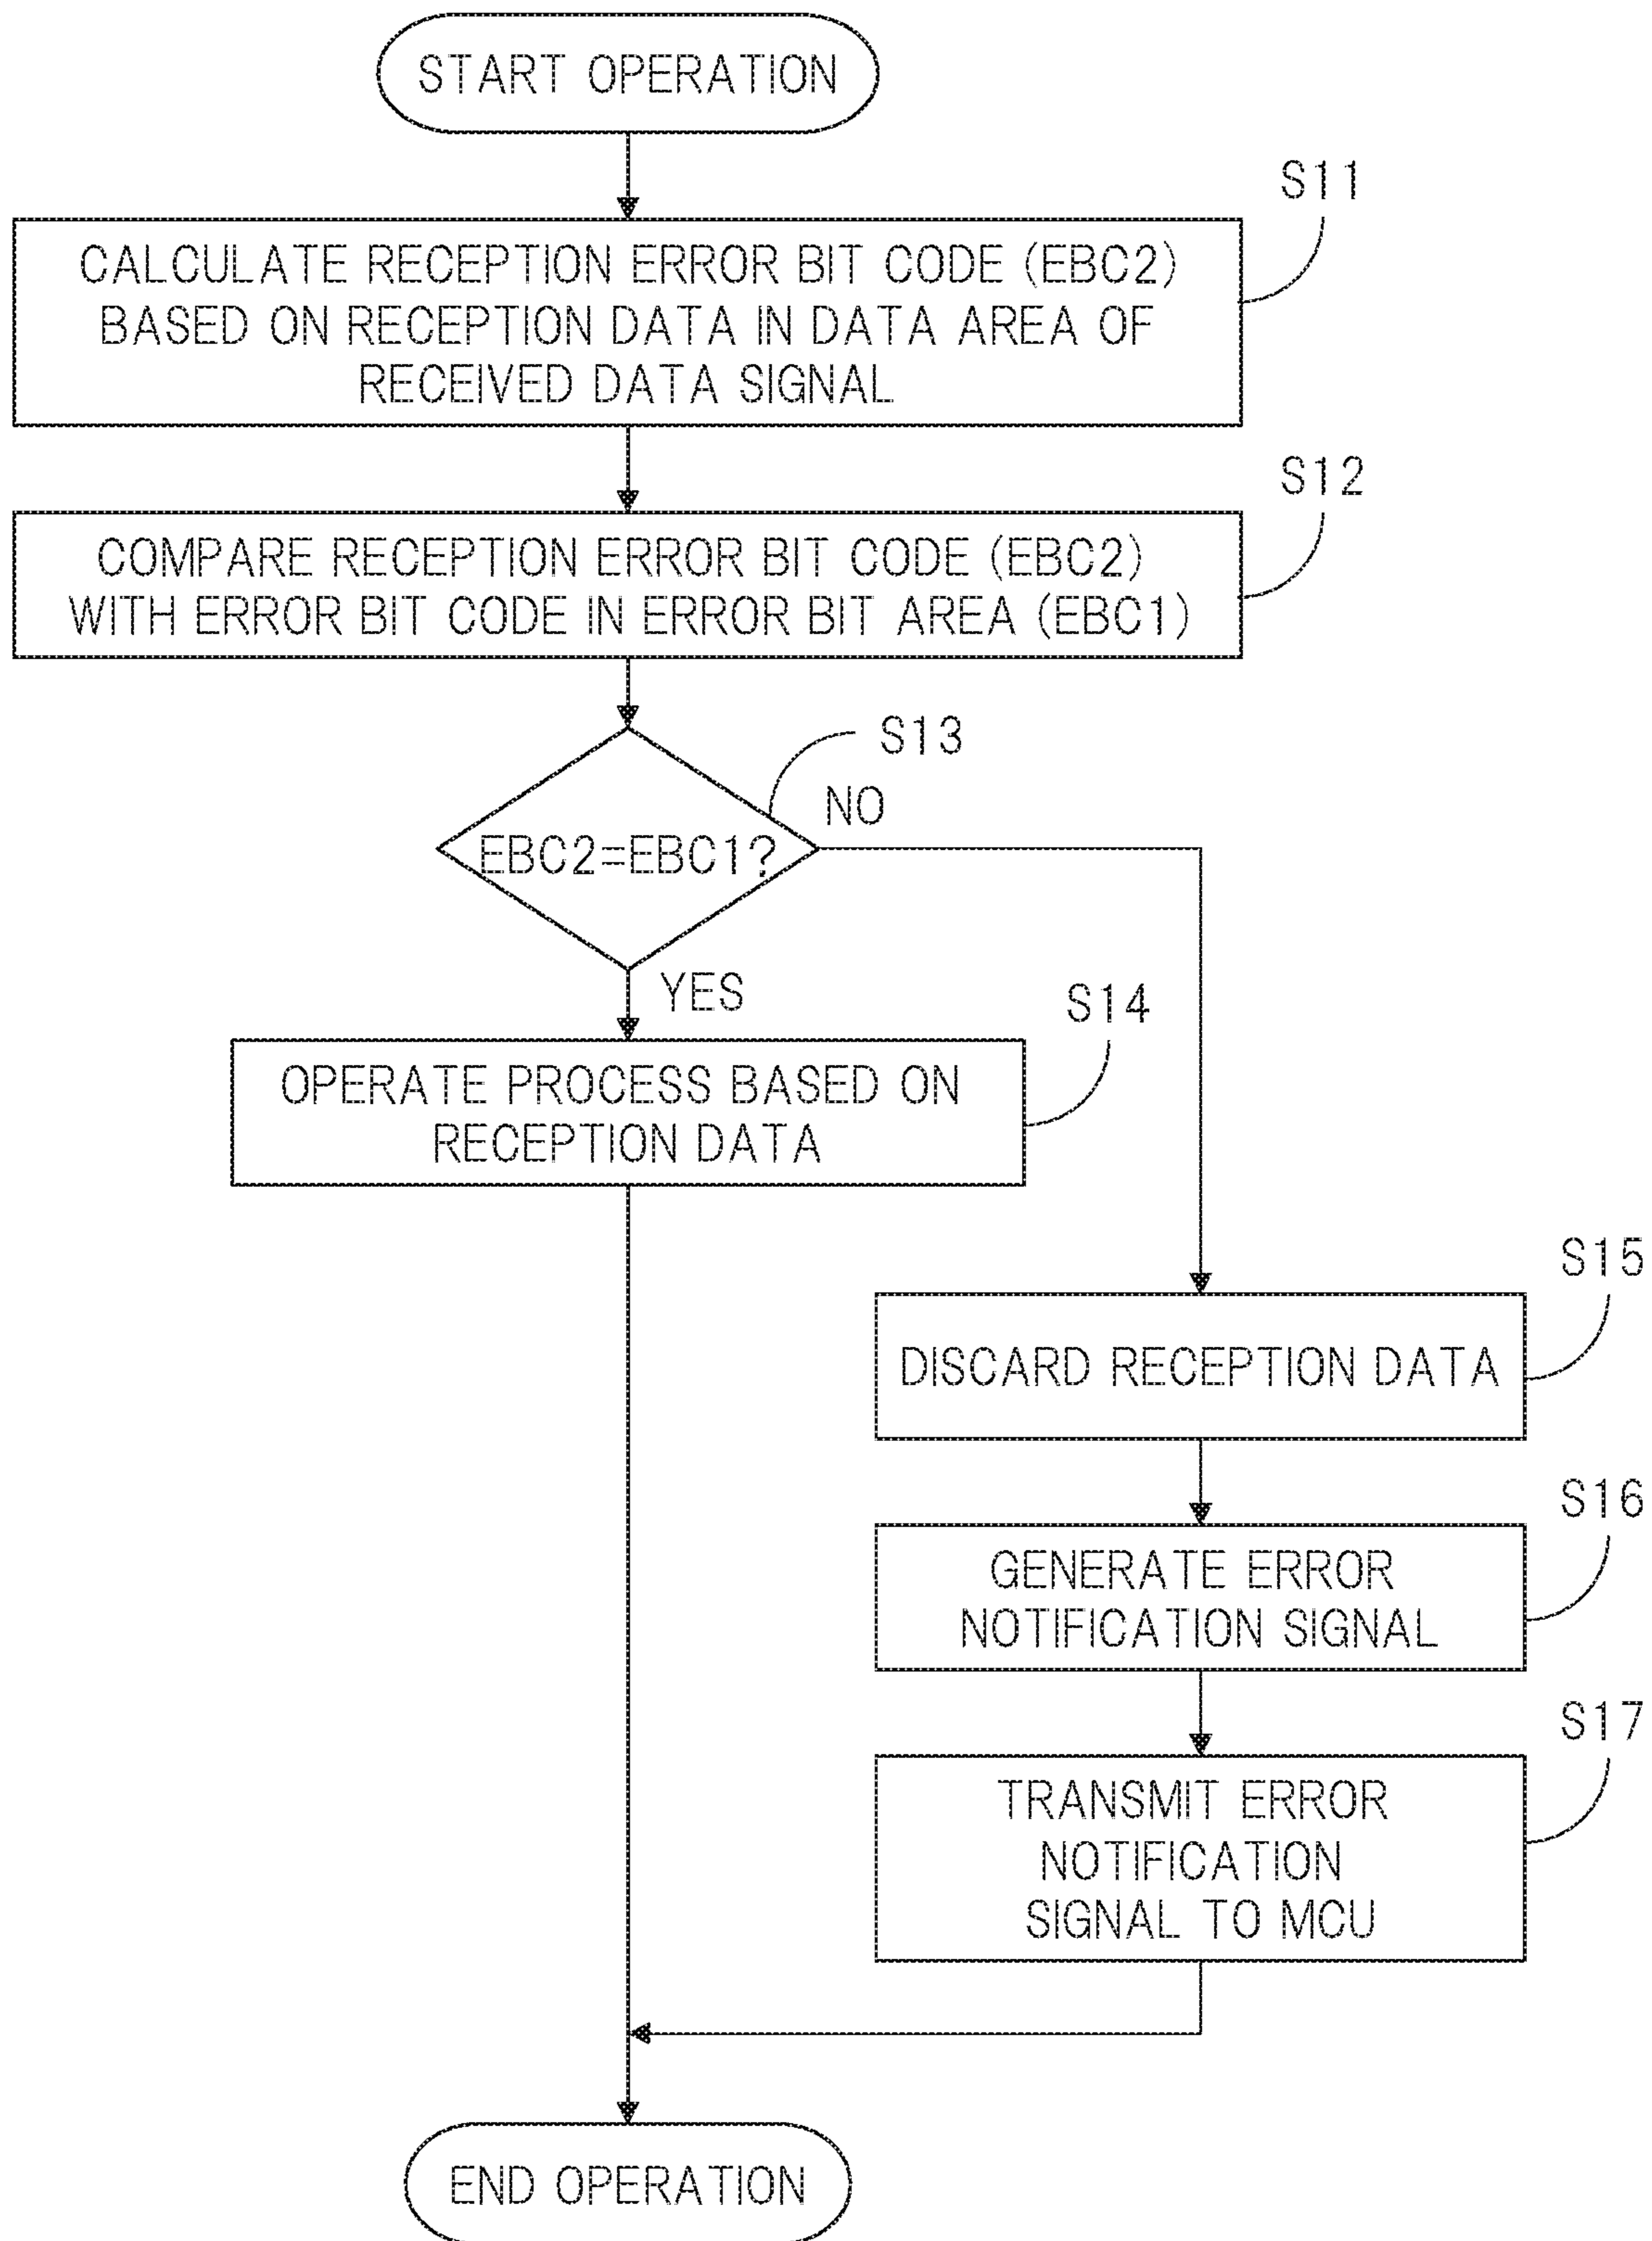 START OPERATION
S11
CALCULATE RECEPTION ERROR BIT CODE (EBC2)
BASED ON RECEPTION DATA IN DATA AREA OF
RECEIVED DATA SIGNAL
S12
COMPARE RECEPTION ERROR BIT CODE (EBC2)
WITH ERROR BIT CODE IN ERROR BIT AREA (EBC1)
S13
NO
EBC2=EBC1?
YES
S14
OPERATE PROCESS BASED ON
RECEPTION DATA
S15
DISCARD RECEPTION DATA
S16
GENERATE ERROR
NOTIFICATION SIGNAL
S17
TRANSMIT ERROR
NOTIFICATION
SIGNAL TO MCU
END OPERATION